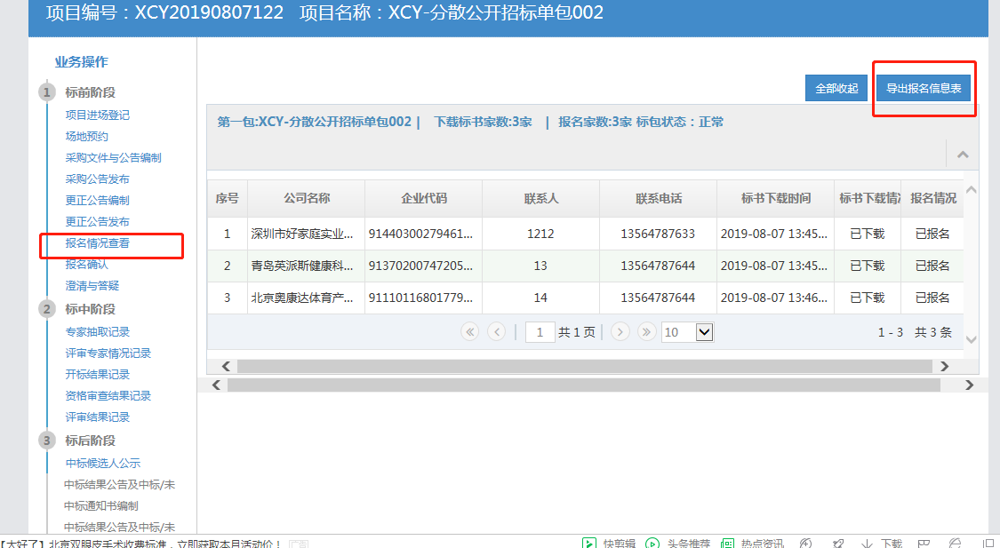 项目编号：XCY20190807122 项目名称：XCY-分散公开招标单包002
业务操作
1 标前阶段
项目进场登记
场地预约
采购文件与公告编制
采购公告发布
更正公告编制
更正公告发布
报名情况查看
报名确认
澄清与答疑
2 标中阶段
专家抽取记录
评审专家情况记录
开标结果记录
资格审查结果记录
评审结果记录
3 标后阶段
中标候选人公示
中标结果公告及中标/未
中标通知书编制
中标结果公告及中标/未
全部收起 导出报名信息表
第一包:XCY-分散公开招标单包002 | 下载标书家数:3家 | 报名家数:3家 标包状态：正常
序号 公司名称 企业代码 联系人 联系电话 标书下载时间 标书下载情 报名情况
1 深圳市好家庭实业... 91440300279461... 1212 13564787633 2019-08-07 13:45... 已下载 已报名
2 青岛英派斯健康科... 91370200747205... 13 13564787644 2019-08-07 13:45... 已下载 已报名
3 北京奥康达体育产... 91110116801779... 14 13564787644 2019-08-07 13:46... 已下载 已报名
1 共 1 页 10 1 - 3 共 3 条
【太好了】北京双眼皮手术收费标准，立即获取本月活动价！ 广告 快剪辑 头条推荐 热点资讯 下载